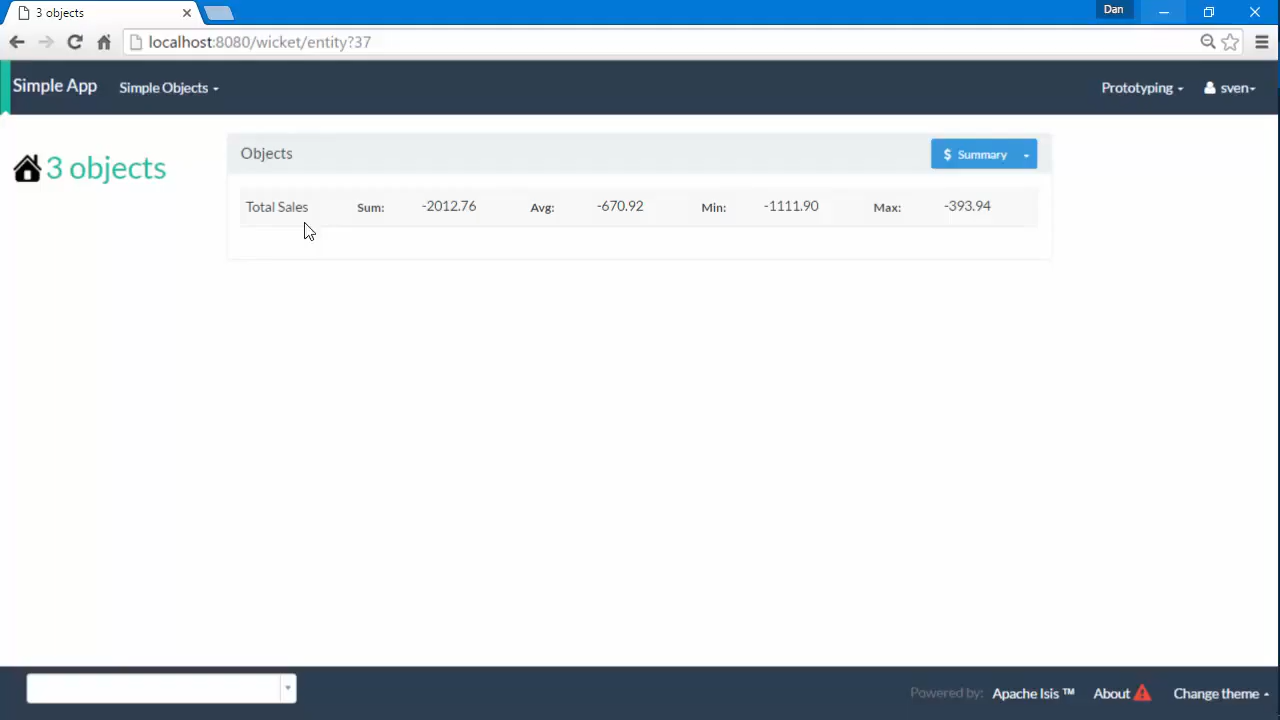 3 objects
Dan
localhost:8080/wicket/entity?37
Simple App
Simple Objects
Prototyping
sven
3 objects
Objects
$ Summary
Total Sales Sum: -2012.76 Avg: -670.92 Min: -1111.90 Max: -393.94
Powered by: Apache Isis ™
About
Change theme